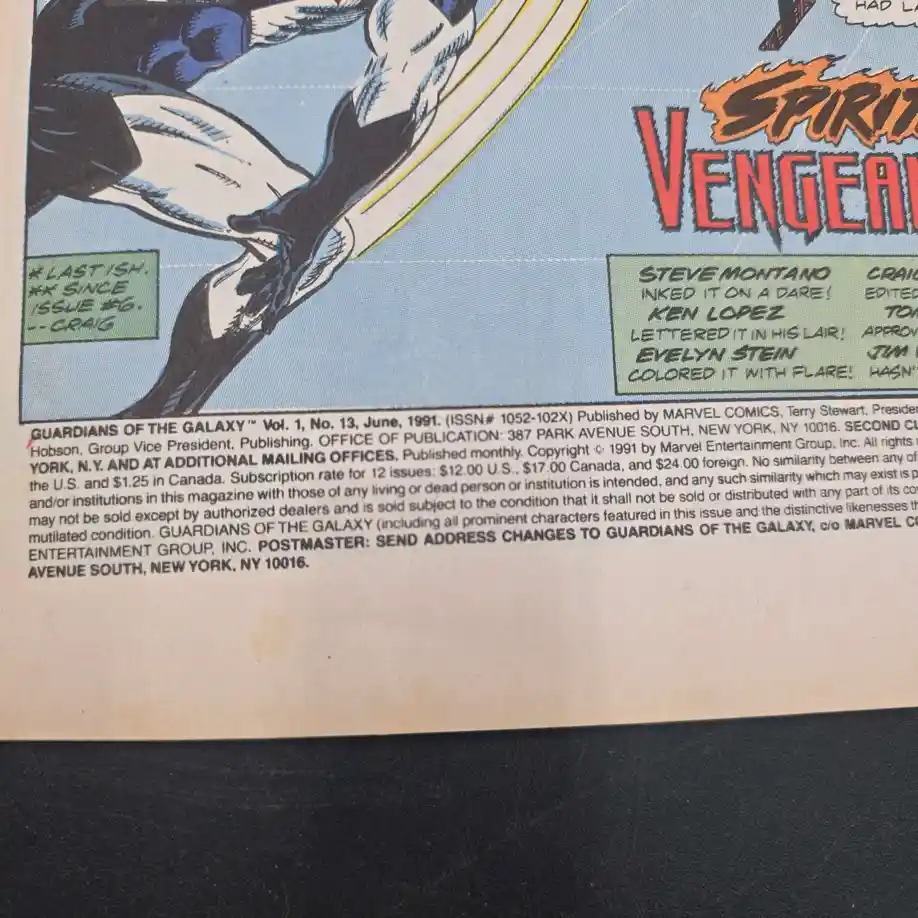 HAD LA
SPIRIT
VENGEAN
* LAST ISH.
** SINCE
ISSUE #6.
-- CRAIG
STEVE MONTANO
INKED IT ON A DARE!
KEN LOPEZ
LETTERED IT IN HIS LAIR!
EVELYN STEIN
COLORED IT WITH FLARE!
CRAIG
EDITED
TOM
APPROV
JIM
HASN'T
GUARDIANS OF THE GALAXY™ Vol. 1, No. 13, June, 1991. (ISSN# 1052-102X) Published by MARVEL COMICS, Terry Stewart, Preside
Hobson, Group Vice President, Publishing. OFFICE OF PUBLICATION: 387 PARK AVENUE SOUTH, NEW YORK, NY 10016. SECOND CL
YORK, N.Y. AND AT ADDITIONAL MAILING OFFICES. Published monthly. Copyright © 1991 by Marvel Entertainment Group, Inc. All rights
the U.S. and $1.25 in Canada. Subscription rate for 12 issues: $12.00 U.S., $17.00 Canada, and $24.00 foreign. No similarity between any of
and/or institutions in this magazine with those of any living or dead person or institution is intended, and any such similarity which may exist is p
may not be sold except by authorized dealers and is sold subject to the condition that it shall not be sold or distributed with any part of its co
mutilated condition. GUARDIANS OF THE GALAXY (including all prominent characters featured in this issue and the distinctive likenesses th
ENTERTAINMENT GROUP, INC. POSTMASTER: SEND ADDRESS CHANGES TO GUARDIANS OF THE GALAXY, c/o MARVEL C
AVENUE SOUTH, NEW YORK, NY 10016.